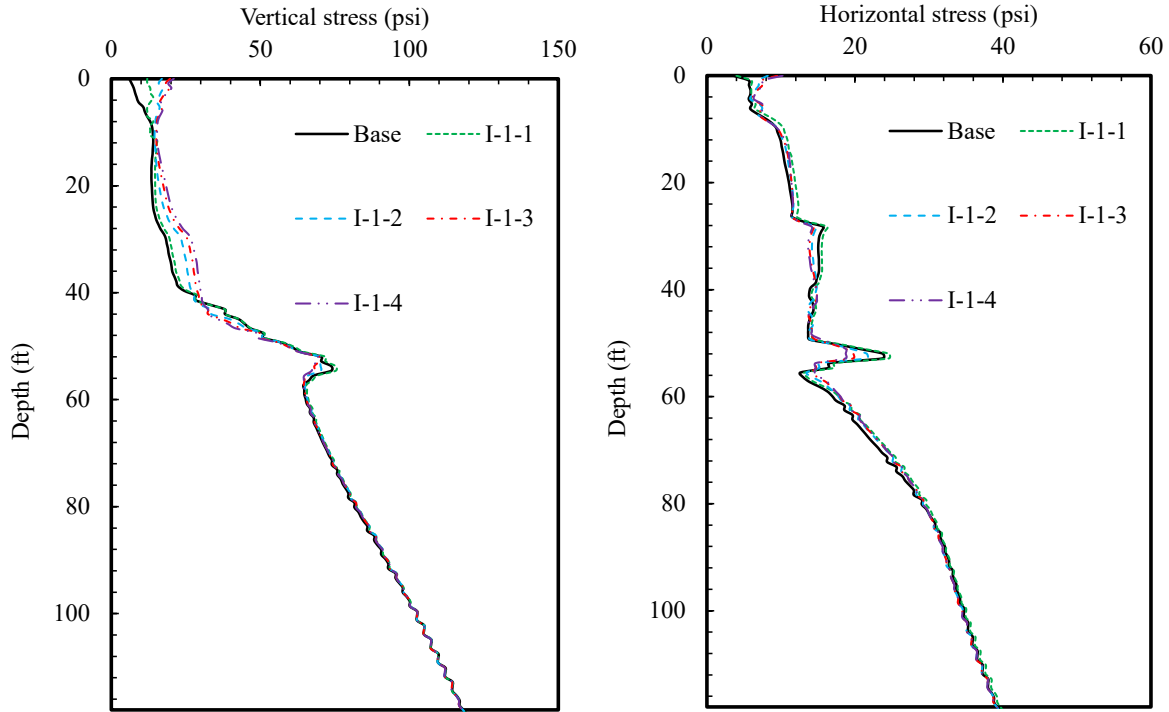 Vertical stress (psi)
0 50 100 150
0
20
40
60
80
100
Depth (ft)
Base I-1-1
I-1-2 I-1-3
I-1-4
Horizontal stress (psi)
0 20 40 60
0
20
40
60
80
100
Depth (ft)
Base I-1-1
I-1-2 I-1-3
I-1-4